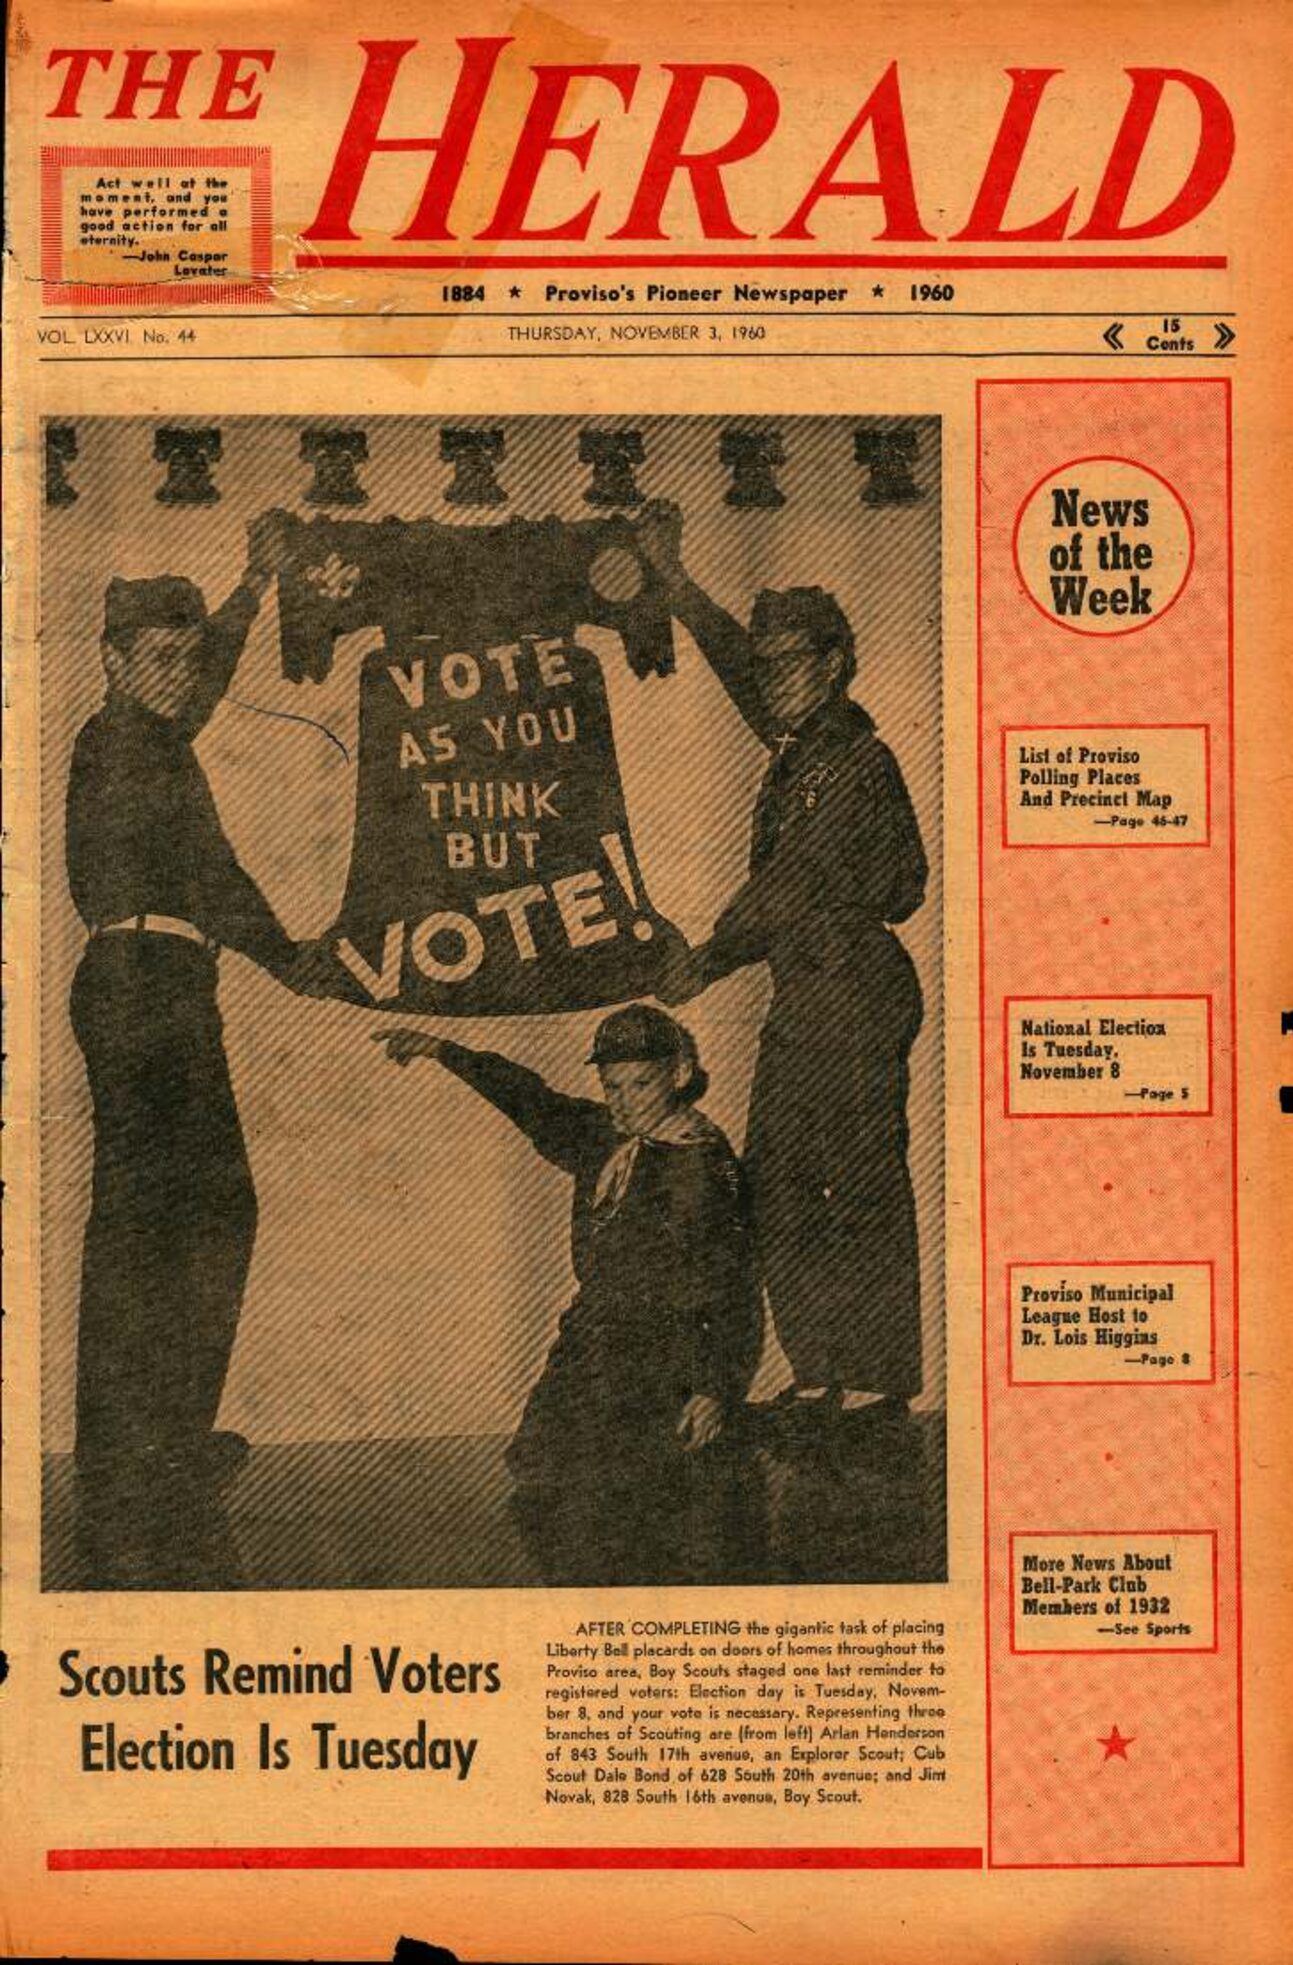 THE HERALD
Act well at the
moment, and you
have performed a
good action for all
eternity.
—John Caspar
Lavater
1884 ★ Proviso's Pioneer Newspaper ★ 1960
VOL. LXXVI No. 44
THURSDAY, NOVEMBER 3, 1960
15
Cents
VOTE
AS YOU
THINK
BUT
VOTE!
News
of the
Week
List of Proviso
Polling Places
And Precinct Map
—Page 46-47
National Election
Is Tuesday,
November 8
—Page 5
Proviso Municipal
League Host to
Dr. Lois Higgins
—Page 8
More News About
Bell-Park Club
Members of 1932
—See Sports
Scouts Remind Voters
Election Is Tuesday
AFTER COMPLETING the gigantic task of placing
Liberty Bell placards on doors of homes throughout the
Proviso area, Boy Scouts staged one last reminder to
registered voters: Election day is Tuesday, Novem-
ber 8, and your vote is necessary. Representing three
branches of Scouting are (from left) Arlan Henderson
of 843 South 17th avenue, an Explorer Scout; Cub
Scout Dale Bond of 628 South 20th avenue; and Jim
Novak, 828 South 16th avenue, Boy Scout.